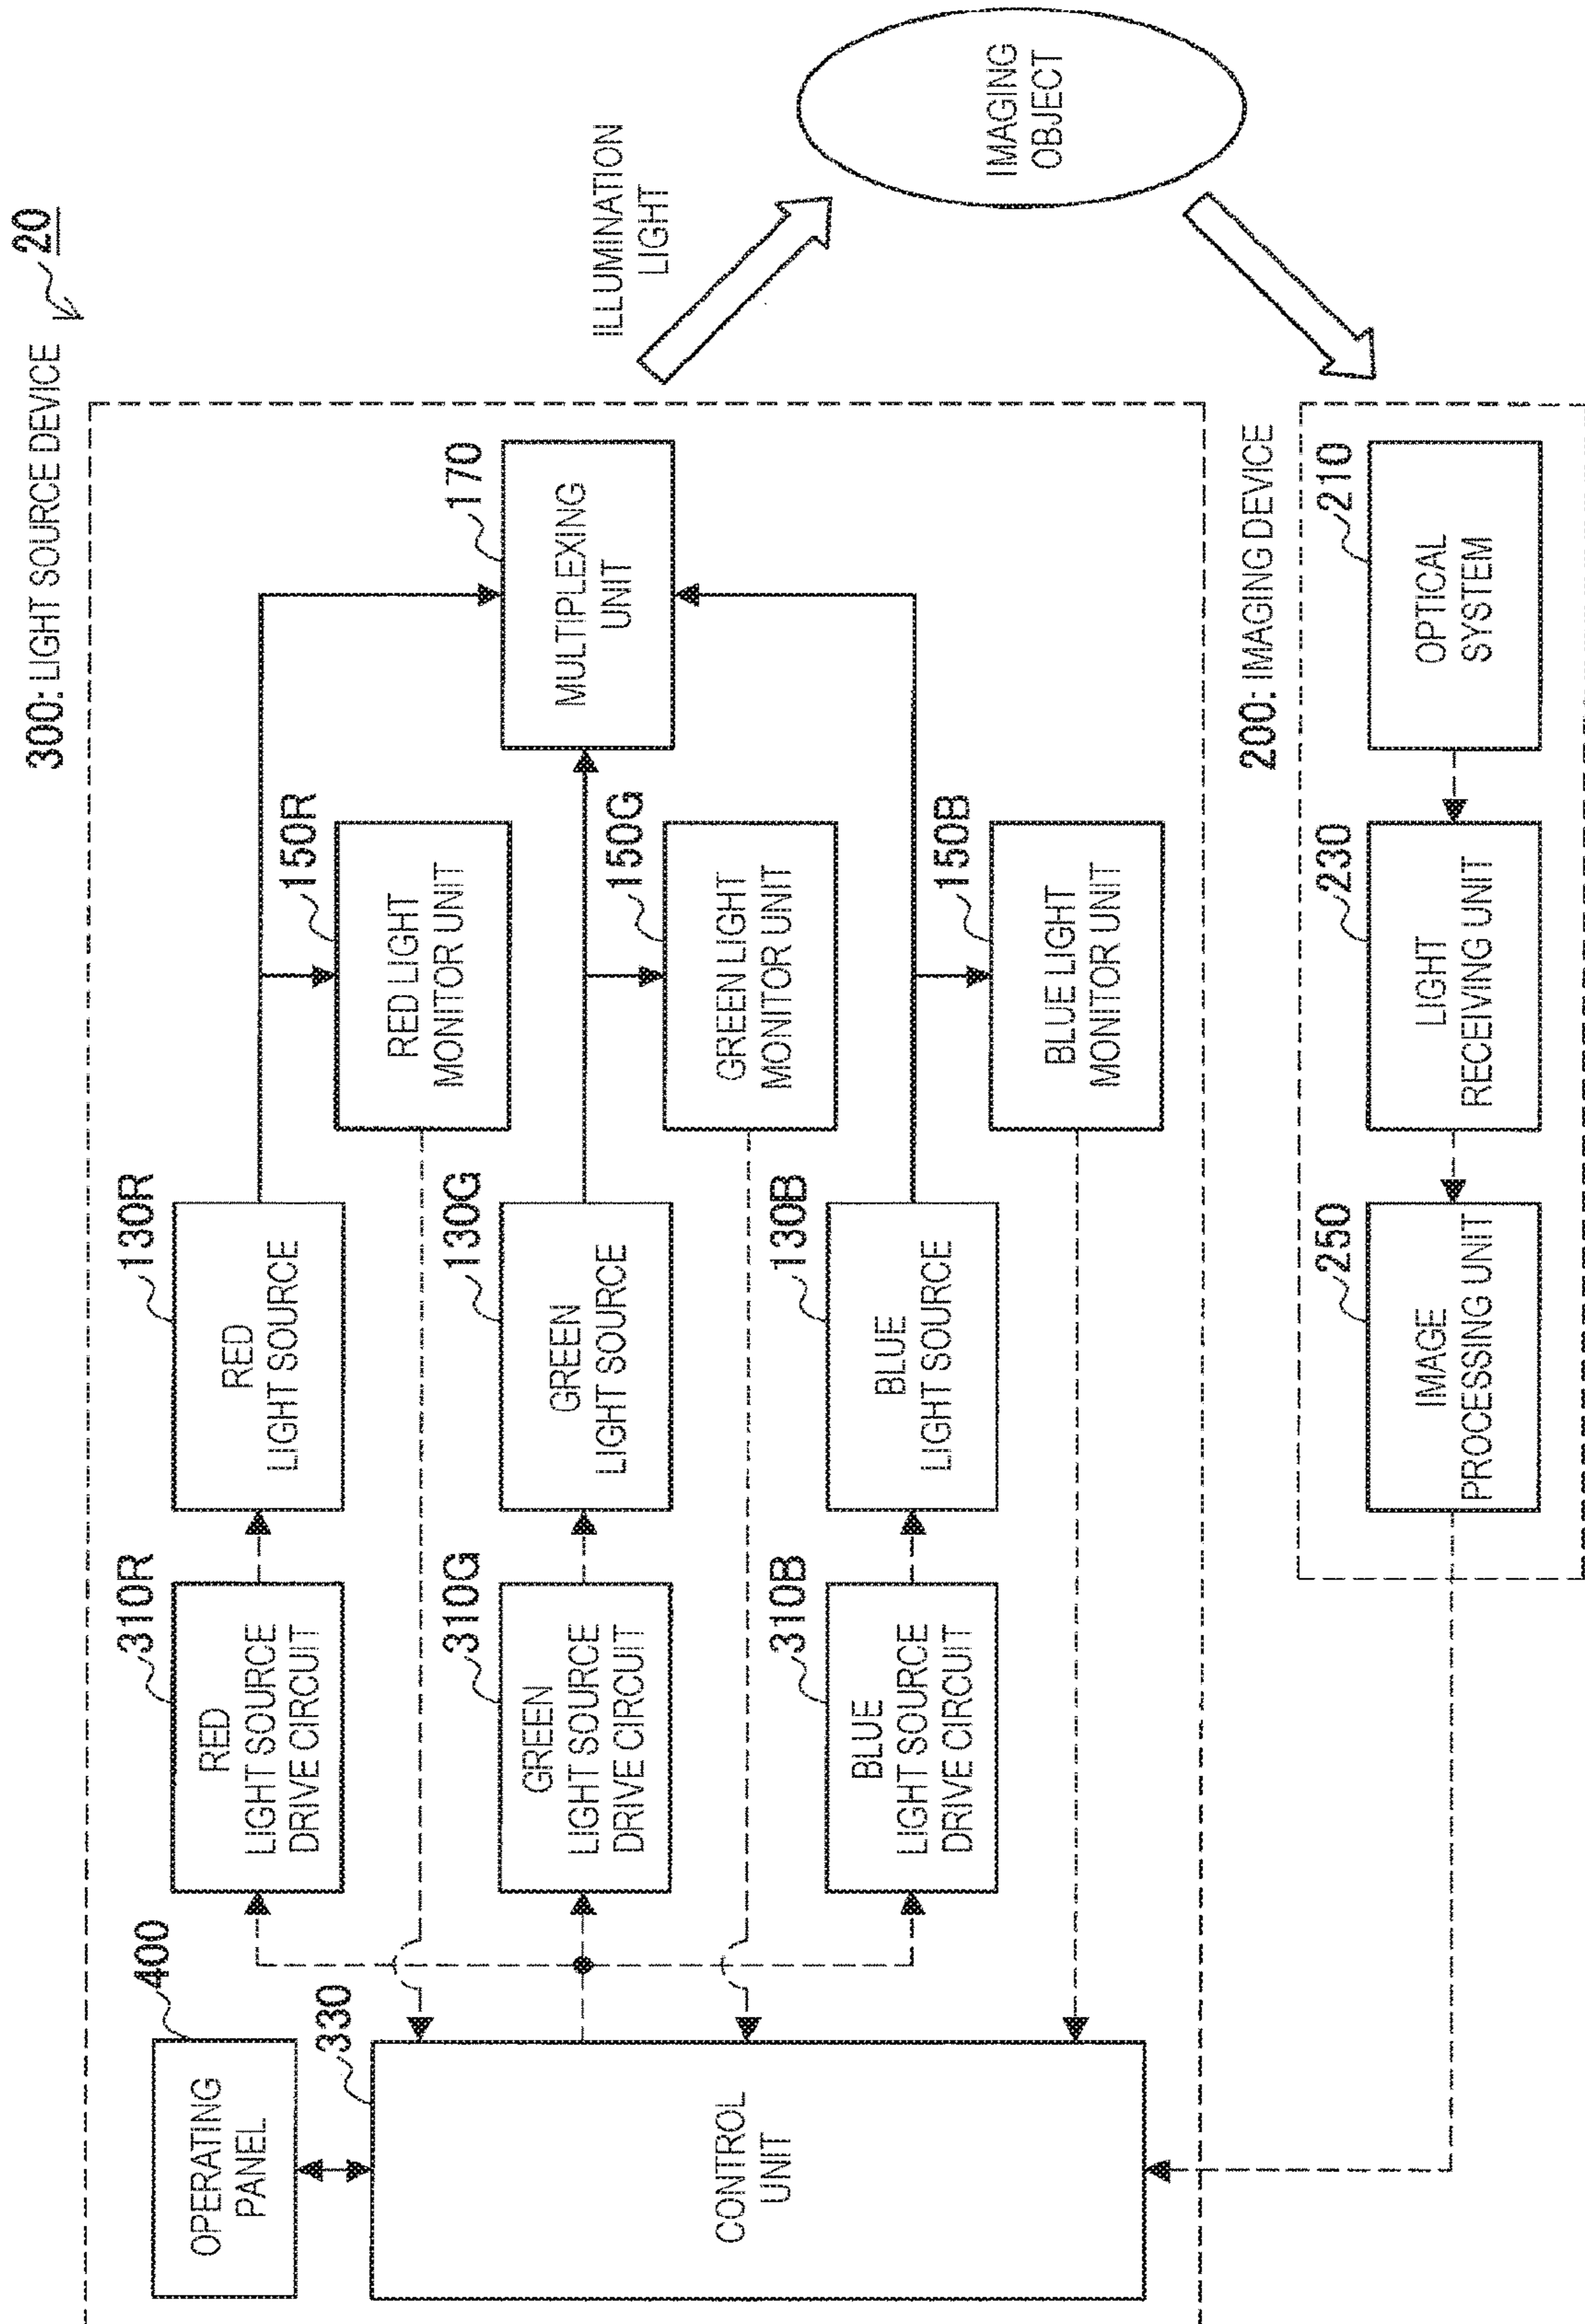 20
300: LIGHT SOURCE DEVICE
400
OPERATING
PANEL
330
CONTROL
UNIT
310R
RED
LIGHT SOURCE
DRIVE CIRCUIT
130R
RED
LIGHT SOURCE
150R
RED LIGHT
MONITOR UNIT
310G
GREEN
LIGHT SOURCE
DRIVE CIRCUIT
130G
GREEN
LIGHT SOURCE
150G
GREEN LIGHT
MONITOR UNIT
310B
BLUE
LIGHT SOURCE
DRIVE CIRCUIT
130B
BLUE
LIGHT SOURCE
150B
BLUE LIGHT
MONITOR UNIT
170
MULTIPLEXING
UNIT
ILLUMINATION
LIGHT
IMAGING
OBJECT
200: IMAGING DEVICE
250
IMAGE
PROCESSING UNIT
230
LIGHT
RECEIVING UNIT
210
OPTICAL
SYSTEM